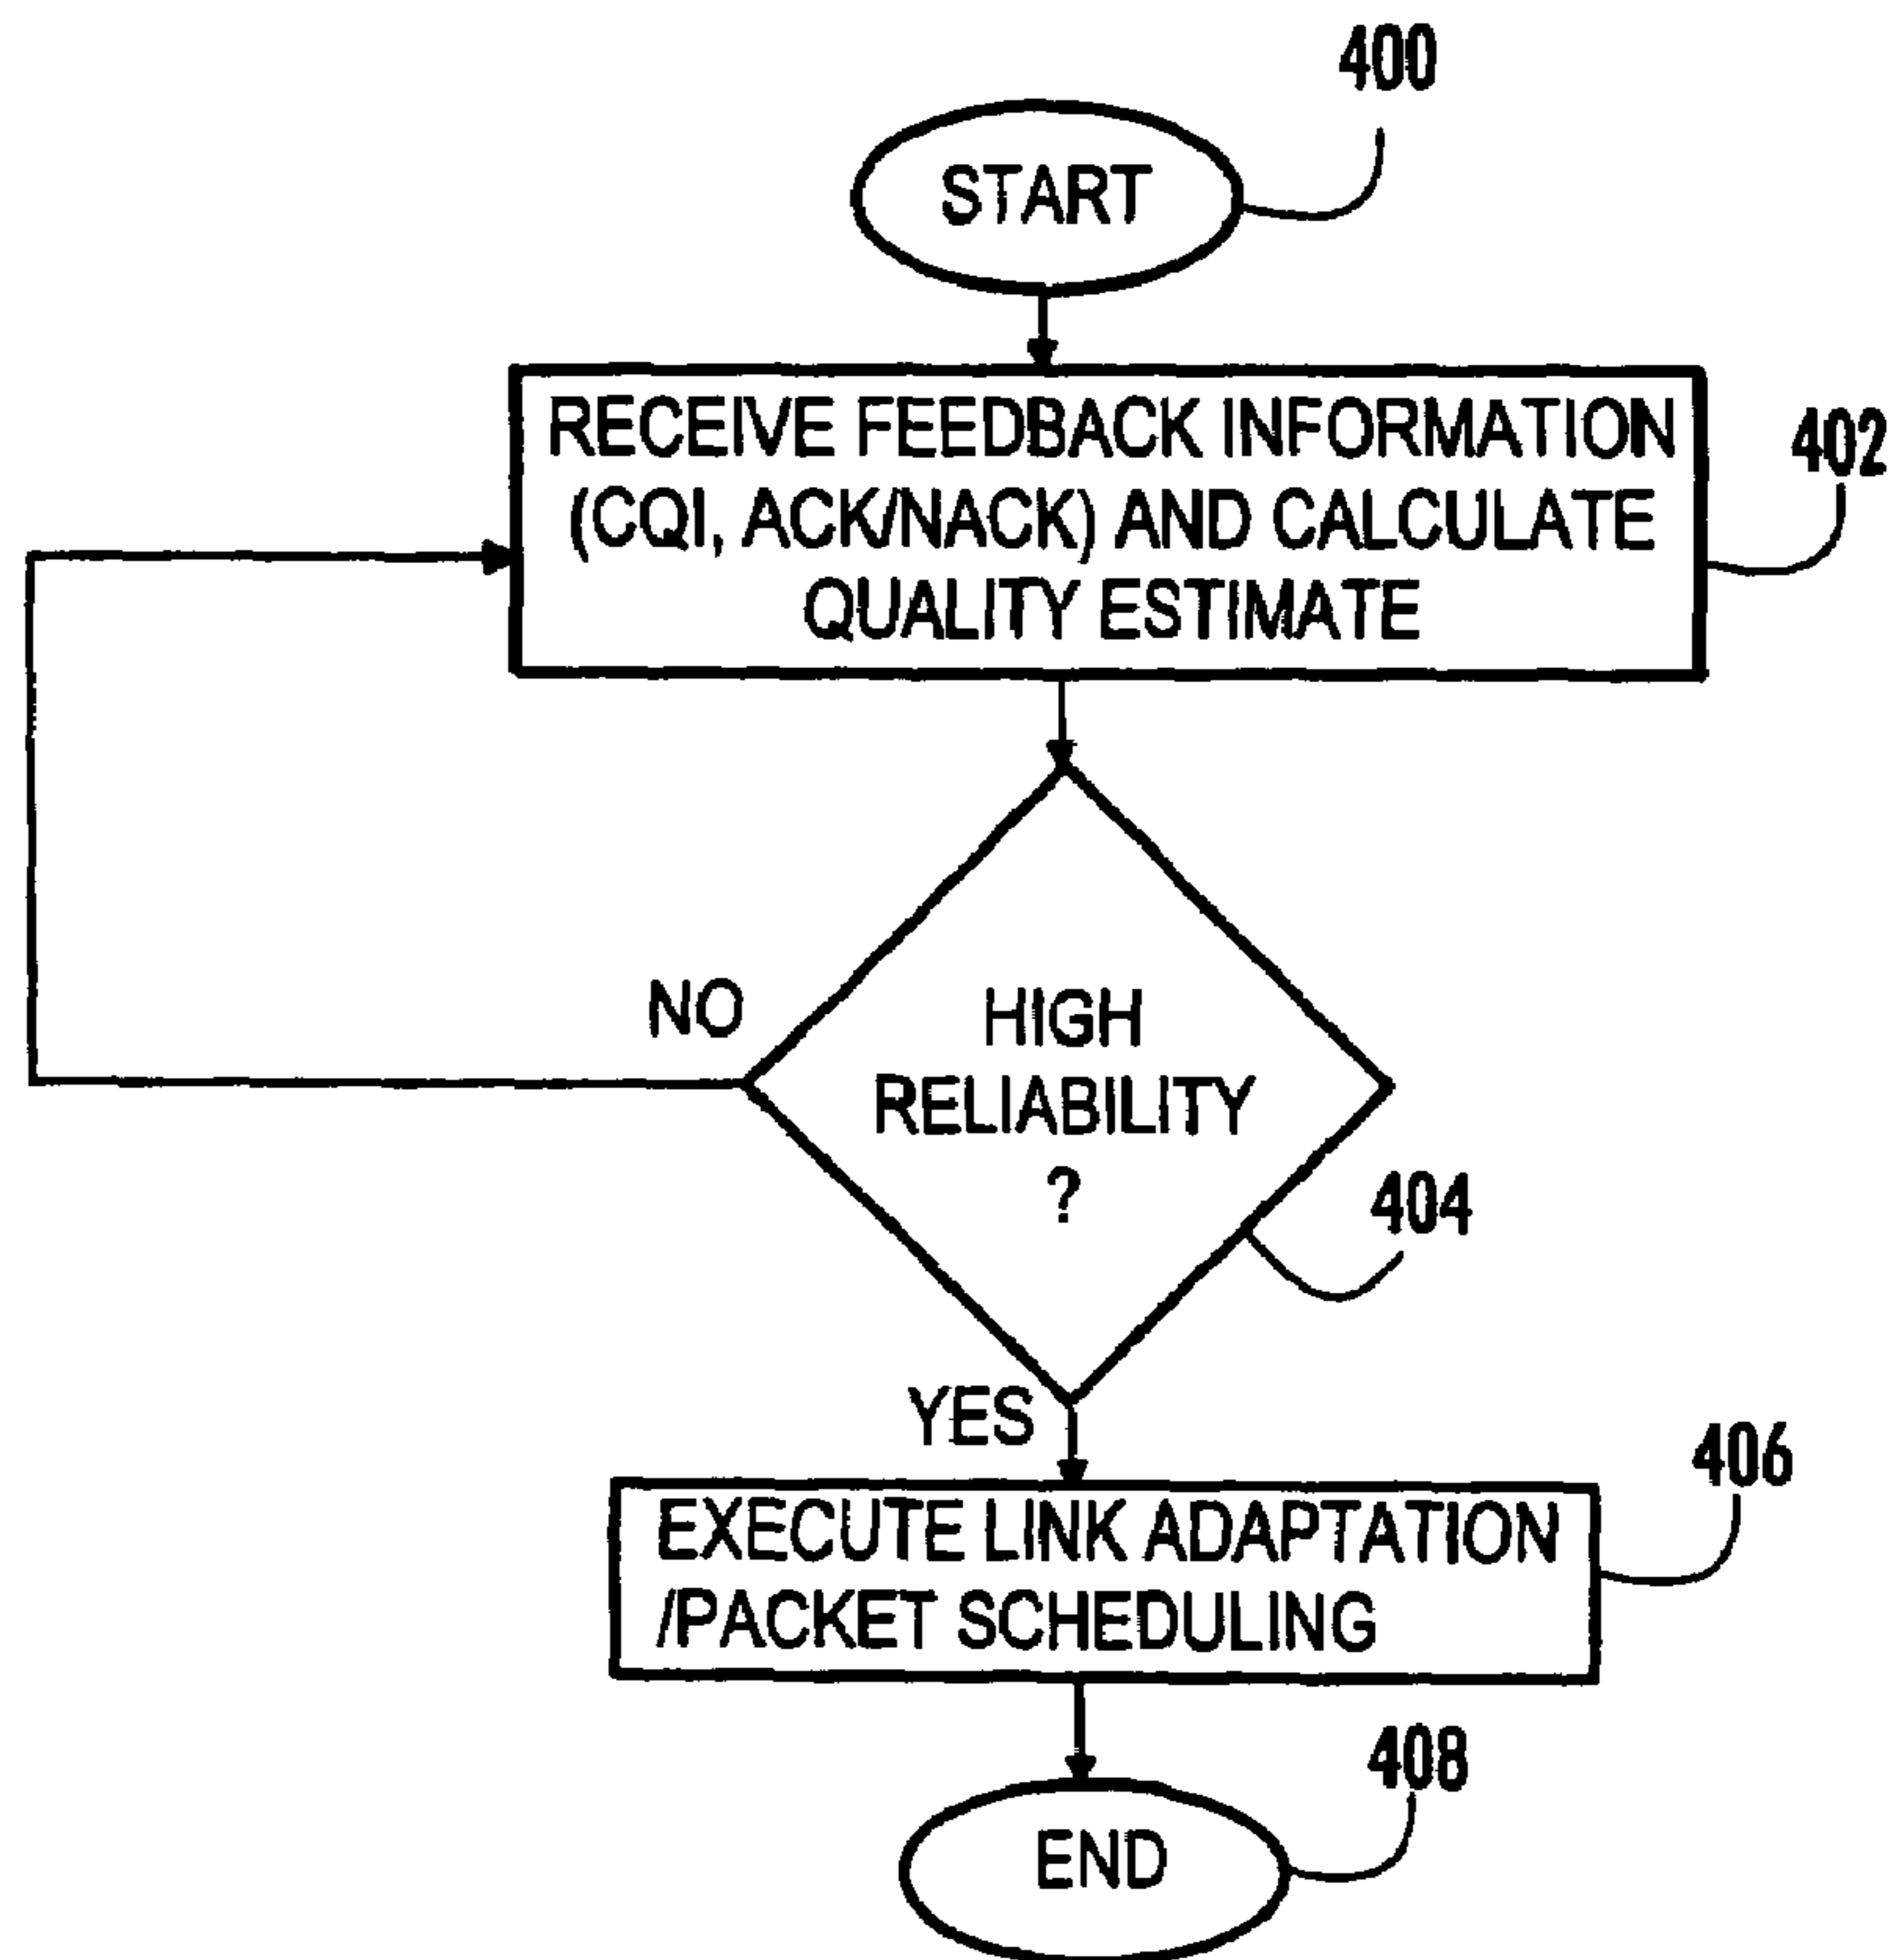 400
START
RECEIVE FEEDBACK INFORMATION
(CQI, ACK/NACK) AND CALCULATE
QUALITY ESTIMATE
402
NO
HIGH
RELIABILITY
?
404
YES
406
EXECUTE LINK ADAPTATION
/PACKET SCHEDULING
408
END